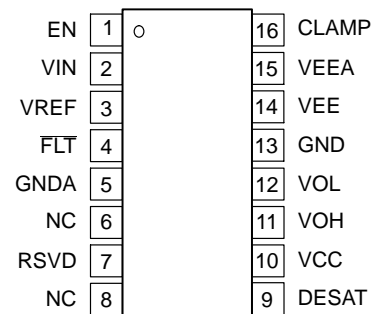 EN 1 16 CLAMP
VIN 2 15 VEEA
VREF 3 14 VEE
FLT 4 13 GND
GNDA 5 12 VOL
NC 6 11 VOH
RSVD 7 10 VCC
NC 8 9 DESAT